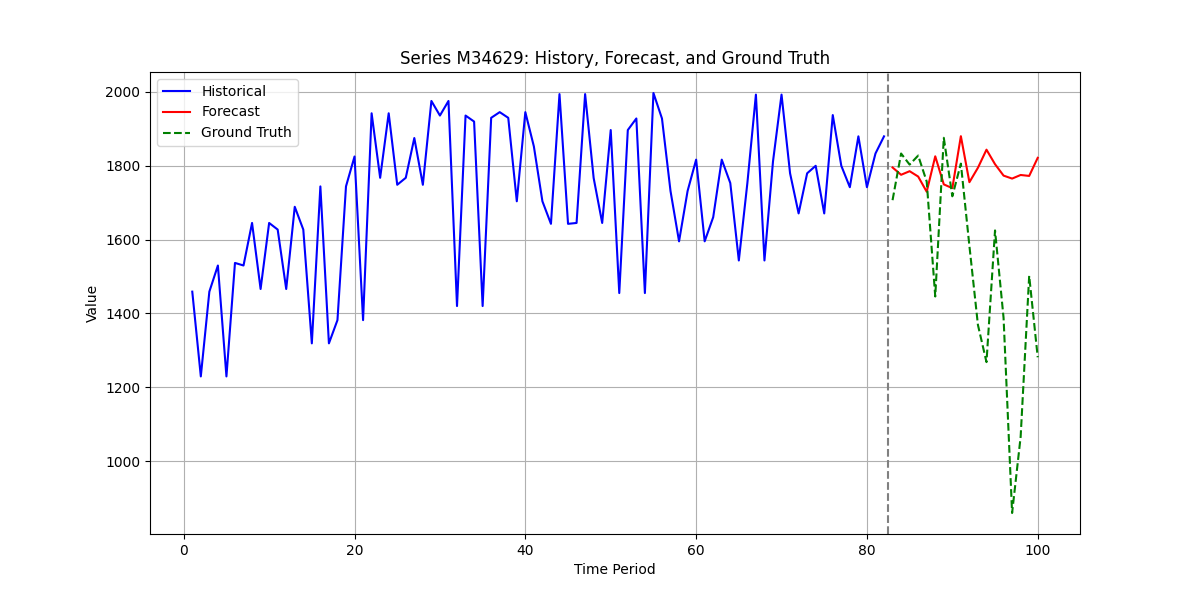 Series M34629: History, Forecast, and Ground Truth
Historical
Forecast
Ground Truth
2000
1800
1600
1400
1200
1000
Value
0 20 40 60 80 100
Time Period